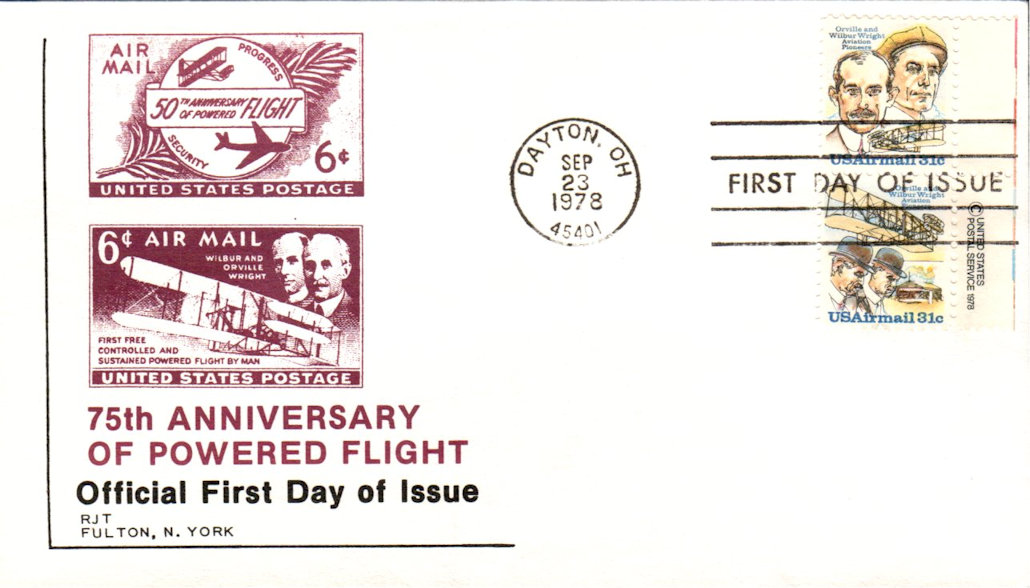 AIR
MAIL
PROGRESS
50TH ANNIVERSARY
OF POWERED FLIGHT
SECURITY
6¢
UNITED STATES POSTAGE
6¢ AIR MAIL
WILBUR AND
ORVILLE
WRIGHT
FIRST FREE
CONTROLLED AND
SUSTAINED POWERED FLIGHT BY MAN
UNITED STATES POSTAGE
75th ANNIVERSARY
OF POWERED FLIGHT
Official First Day of Issue
RJT
FULTON, N. YORK
DAYTON, OH
SEP
23
1978
45401
Orville and
Wilbur Wright
Aviation
Pioneers
USAirmail 31c
FIRST DAY OF ISSUE
Orville and
Wilbur Wright
Aviation
Pioneers
USAirmail 31c
© UNITED STATES
POSTAL SERVICE 1978